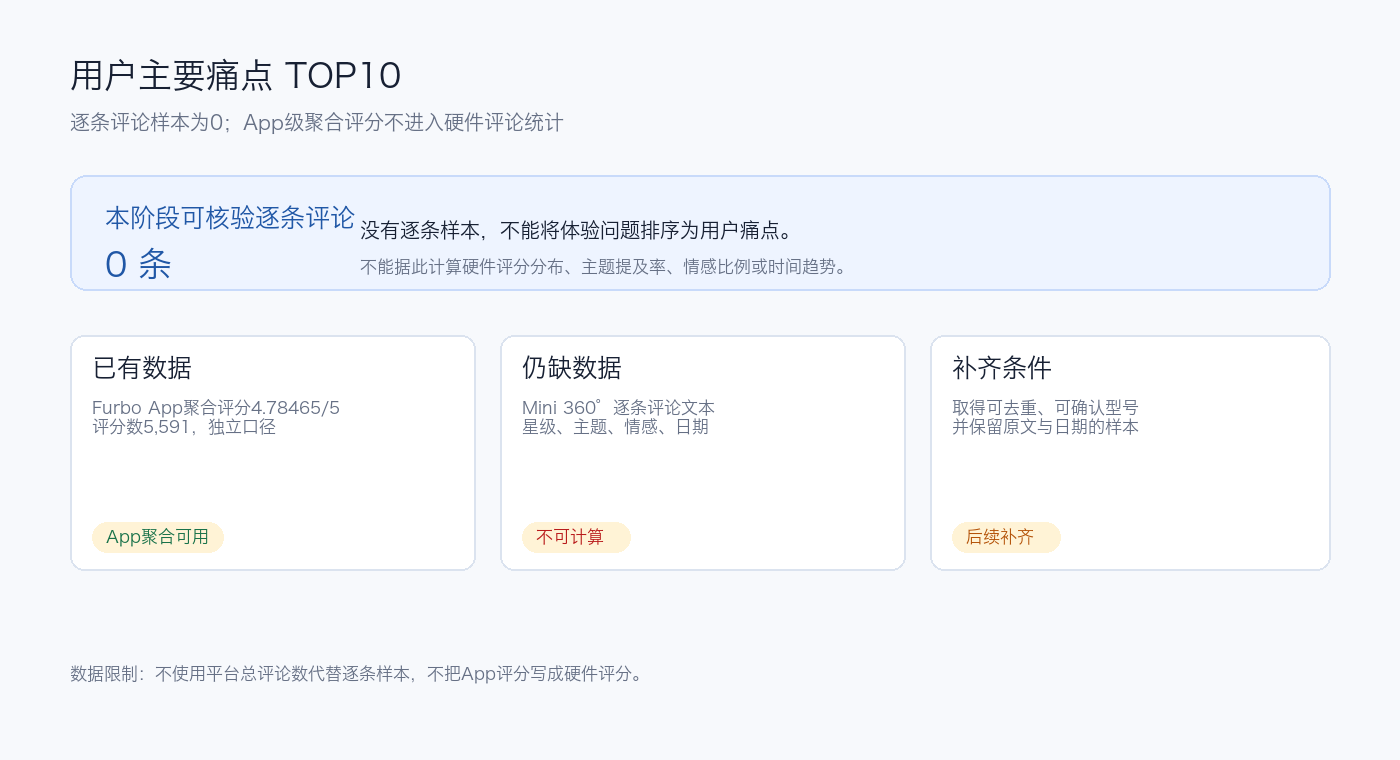 用户主要痛点 TOP10
逐条评论样本为0；App级聚合评分不进入硬件评论统计
本阶段可核验逐条评论
0 条
没有逐条样本，不能将体验问题排序为用户痛点。
不能据此计算硬件评分分布、主题提及率、情感比例或时间趋势。
已有数据
Furbo App聚合评分4.78465/5
评分数5,591，独立口径
App聚合可用
仍缺数据
Mini 360°逐条评论文本
星级、主题、情感、日期
不可计算
补齐条件
取得可去重、可确认型号
并保留原文与日期的样本
后续补齐
数据限制：不使用平台总评论数代替逐条样本，不把App评分写成硬件评分。